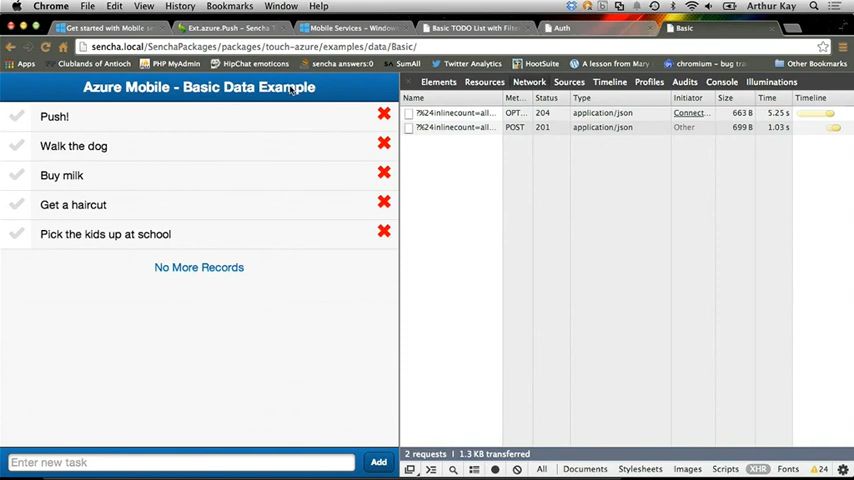 Chrome File Edit View History Bookmarks Window Help Arthur Kay
Get started with Mobile se Ext.azure.Push - Sencha T Mobile Services - Window Basic TODO List with Filte Auth Basic
sencha.local/SenchaPackages/packages/touch-azure/examples/data/Basic/
Apps Clublands of Antioch PHP MyAdmin HipChat emoticons sencha answers:0 SumAll Twitter Analytics HootSuite A lesson from Mary chromium – bug tra Other Bookmarks
Azure Mobile - Basic Data Example
Elements Resources Network Sources Timeline Profiles Audits Console Illuminations
Name Met... Status Type Initiator Size Time Timeline
?%24inlinecount=all... OPT... 204 application/json Connect... 663 B 5.25 s
?%24inlinecount=all... POST 201 application/json Other 699 B 1.03 s
Push!
Walk the dog
Buy milk
Get a haircut
Pick the kids up at school
No More Records
Enter new task Add
2 requests | 1.3 KB transferred
All Documents Stylesheets Images Scripts XHR Fonts 24